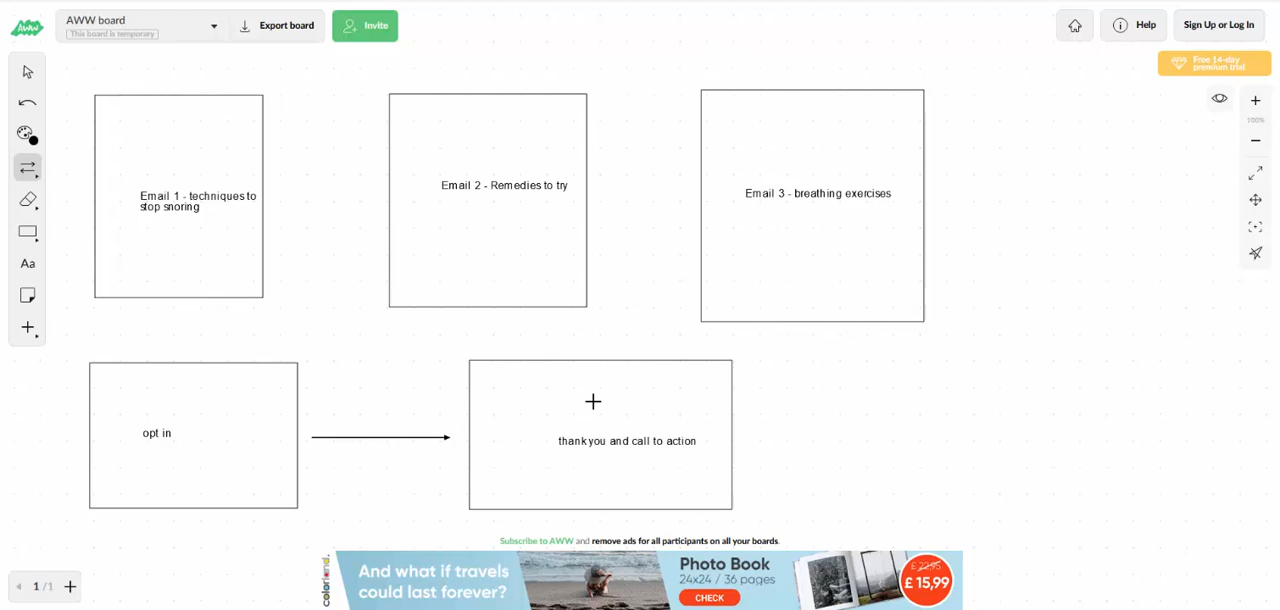 AWW
AWW board
This board is temporary
Export board
Invite
Help
Sign Up or Log In
Free 14-day
premium trial
100%
Email 1 - techniques to
stop snoring
Email 2 - Remedies to try
Email 3 - breathing exercises
Aa
opt in
thank you and call to action
Subscribe to AWW and remove ads for all participants on all your boards.
colorland.
And what if travels
could last forever?
Photo Book
24x24 / 36 pages
CHECK
£ 22,95
£ 15,99
1 / 1